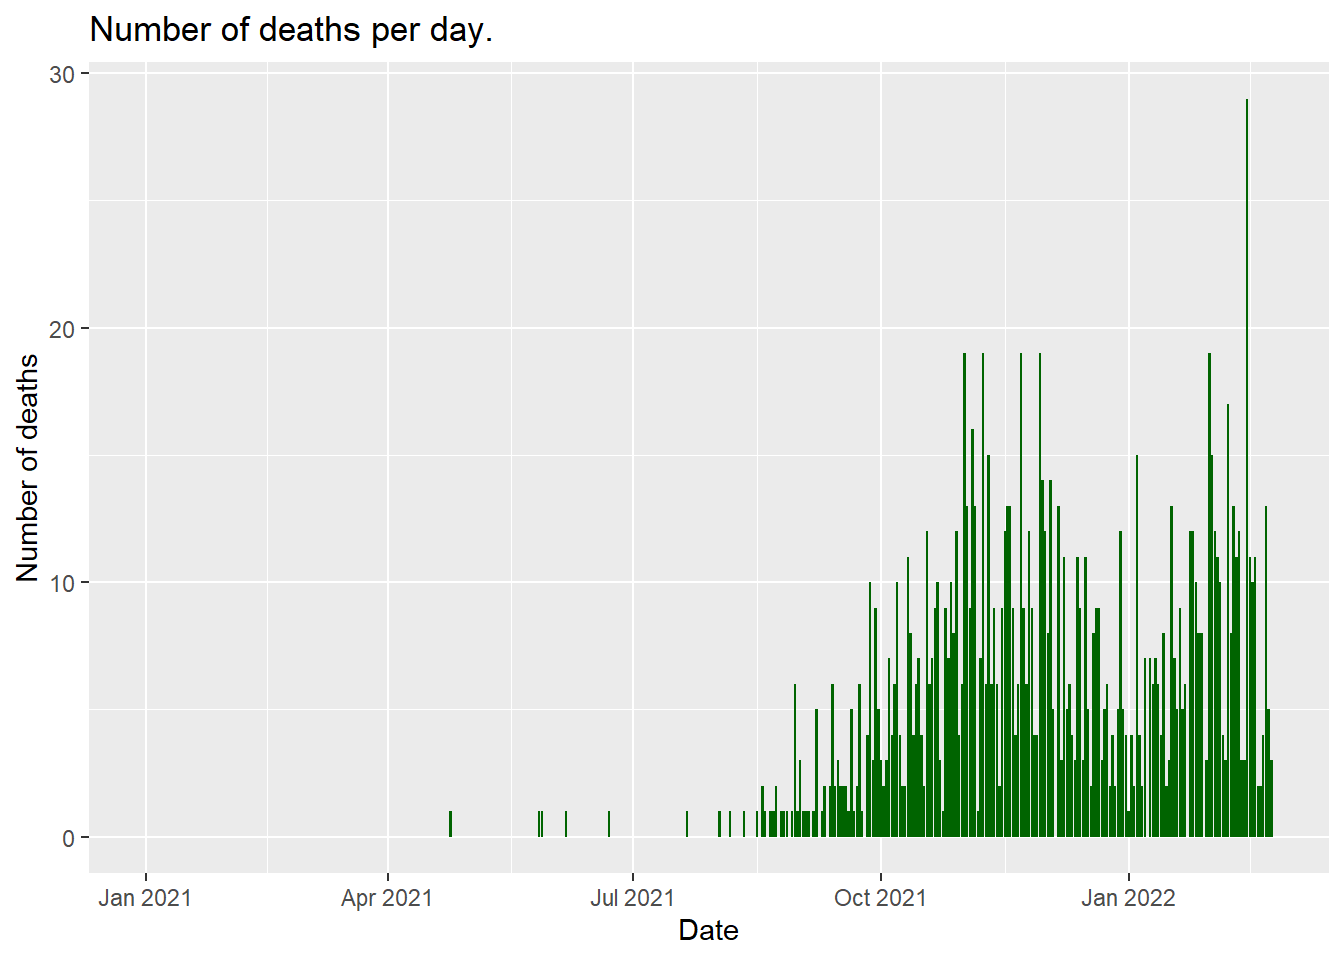 Number of deaths per day.
Number of deaths
30
20
10
0
Jan 2021 Apr 2021 Jul 2021 Oct 2021 Jan 2022
Date